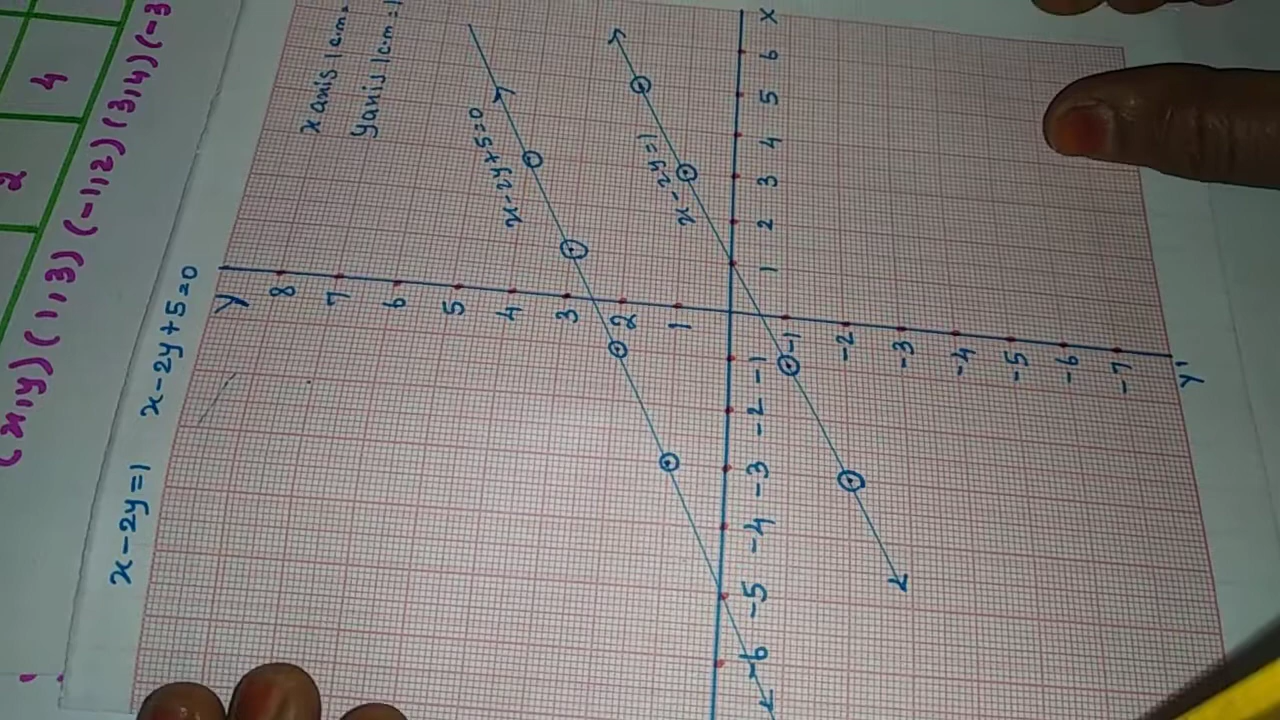 2 4
(x,y) (1,3) (-1,2) (3,4) (-3
x-2y=1 x-2y+5=0
x axis 1cm=
Yaxis 1cm=1
x-2y+5=0
x-2y=1
Y 8 7 6 5 4 3 2 1 -1 -2 -3 -4 -5 -6 -7 Y'
-6 -5 -4 -3 -2 -1 1 2 3 4 5 6 X